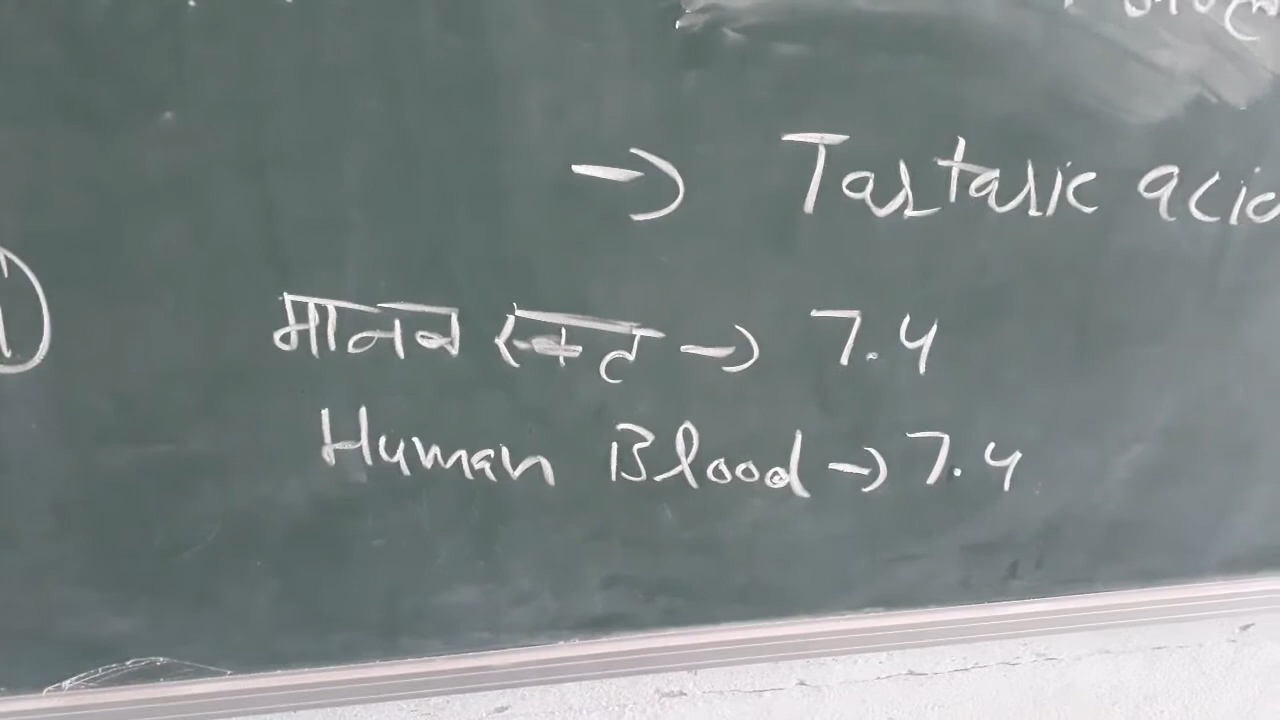 → Tartaric acid
मानव रक्त → 7.4
Human Blood → 7.4